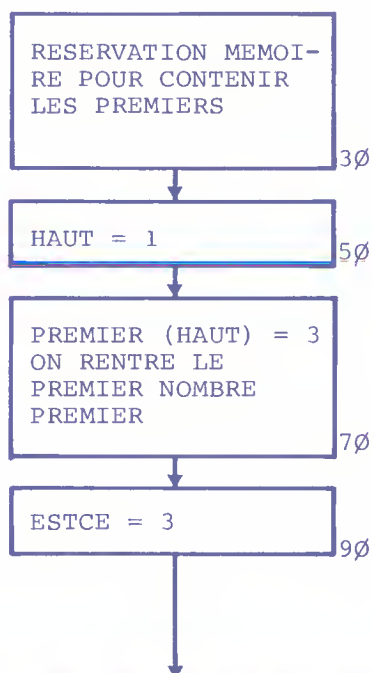 RESERVATION MEMOI-
RE POUR CONTENIR
LES PREMIERS
3Ø
HAUT = 1
5Ø
PREMIER (HAUT) = 3
ON RENTRE LE
PREMIER NOMBRE
PREMIER
7Ø
ESTCE = 3
9Ø